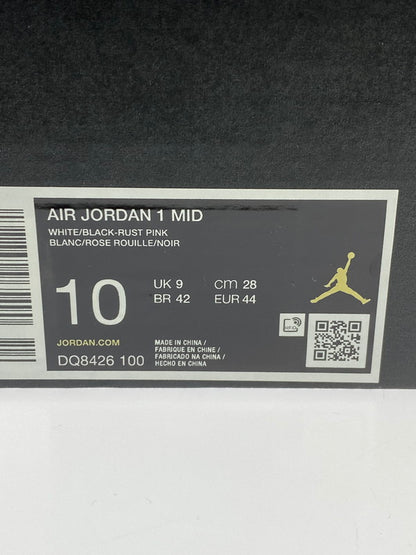 AIR JORDAN 1 MID
WHITE/BLACK-RUST PINK
BLANC/ROSE ROUILLE/NOIR
10
UK 9
cm 28
BR 42
EUR 44
JORDAN.COM
DQ8426 100
MADE IN CHINA /
FABRIQUE EN CHINE /
FABRICADO NA CHINA /
HECHO EN CHINA